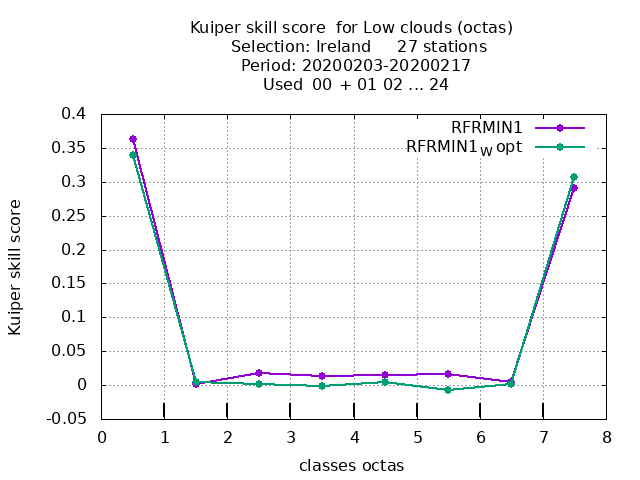 Kuiper skill score  for Low clouds (octas)
Selection: Ireland     27 stations
Period: 20200203-20200217
Used  00 + 01 02 ... 24
RFRMIN1
RFRMIN1W opt
0.4
0.35
0.3
0.25
0.2
0.15
0.1
0.05
0
-0.05
Kuiper skill score
0 1 2 3 4 5 6 7 8
classes octas